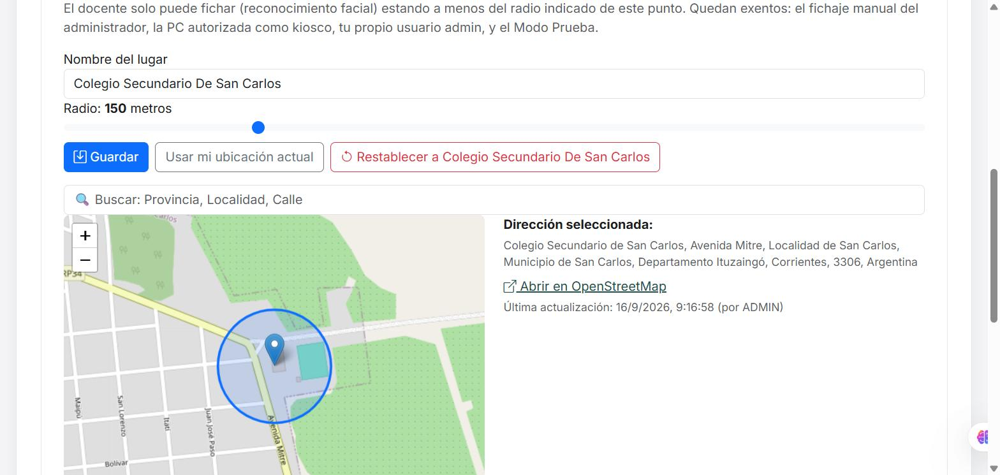 El docente solo puede fichar (reconocimiento facial) estando a menos del radio indicado de este punto. Quedan exentos: el fichaje manual del
administrador, la PC autorizada como kiosco, tu propio usuario admin, y el Modo Prueba.
Nombre del lugar
Colegio Secundario De San Carlos
Radio: 150 metros
Guardar
Usar mi ubicación actual
Restablecer a Colegio Secundario De San Carlos
Buscar: Provincia, Localidad, Calle
Carlos
+
−
RP34
Maipú
San Lorenzo
Itatí
Juan José Paso
Avenida Mitre
Bolívar
Dirección seleccionada:
Colegio Secundario de San Carlos, Avenida Mitre, Localidad de San Carlos,
Municipio de San Carlos, Departamento Ituzaingó, Corrientes, 3306, Argentina
Abrir en OpenStreetMap
Última actualización: 16/9/2026, 9:16:58 (por ADMIN)